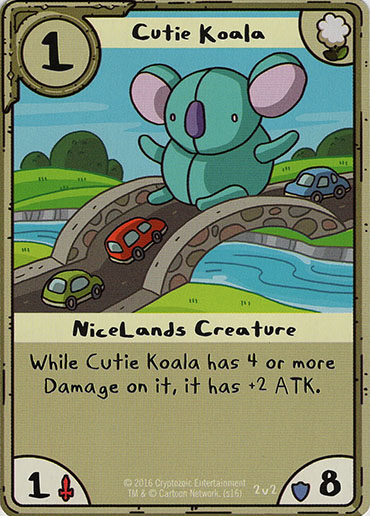 1
Cutie Koala
NiceLands Creature
While Cutie Koala has 4 or more
Damage on it, it has +2 ATK.
1
© 2016 Cryptozoic Entertainment
TM & © Cartoon Network. (s16)
2v2
8